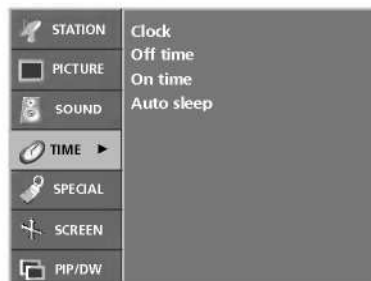 STATION
PICTURE
SOUND
TIME ►
SPECIAL
SCREEN
PIP/DW
Clock
Off time
On time
Auto sleep